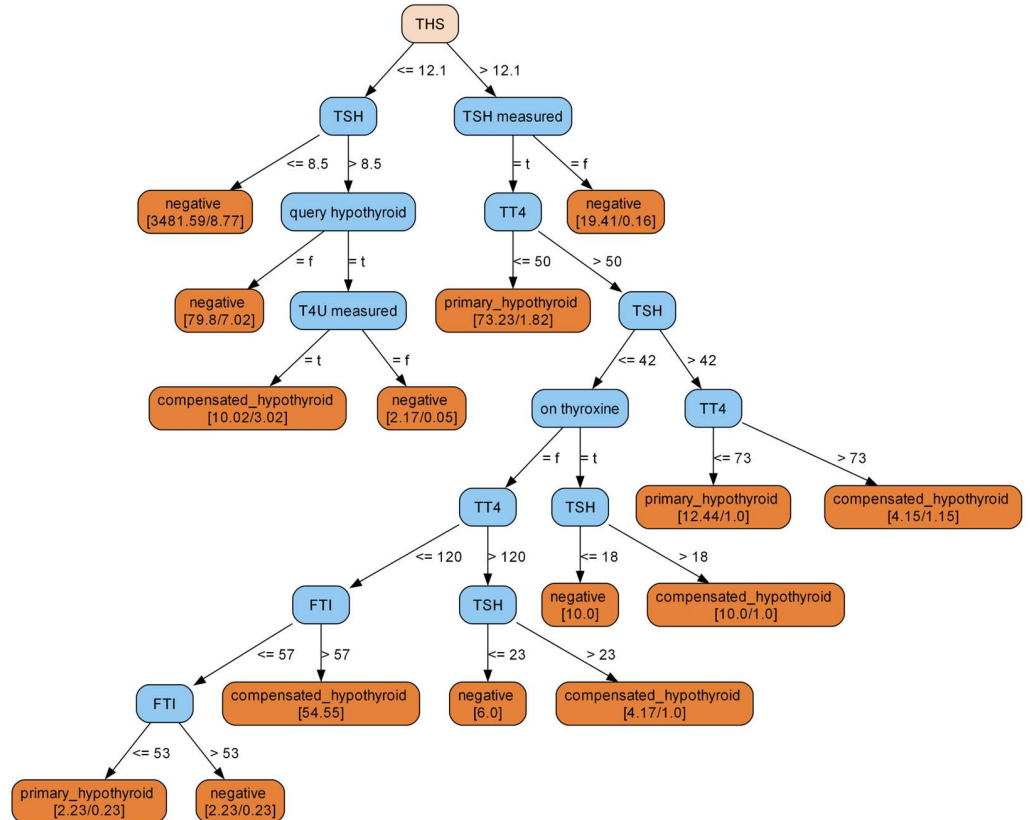 THS
<= 12.1
> 12.1
TSH
TSH measured
<= 8.5
> 8.5
= t
= f
negative
[3481.59/8.77]
query hypothyroid
TT4
negative
[19.41/0.16]
= f
= t
<= 50
> 50
negative
[79.8/7.02]
T4U measured
primary_hypothyroid
[73.23/1.82]
TSH
= t
= f
<= 42
> 42
compensated_hypothyroid
[10.02/3.02]
negative
[2.17/0.05]
on thyroxine
TT4
= f
= t
<= 73
> 73
TT4
TSH
primary_hypothyroid
[12.44/1.0]
compensated_hypothyroid
[4.15/1.15]
<= 120
> 120
<= 18
> 18
FTI
TSH
negative
[10.0]
compensated_hypothyroid
[10.0/1.0]
<= 57
> 57
<= 23
> 23
FTI
compensated_hypothyroid
[54.55]
negative
[6.0]
compensated_hypothyroid
[4.17/1.0]
<= 53
> 53
primary_hypothyroid
[2.23/0.23]
negative
[2.23/0.23]